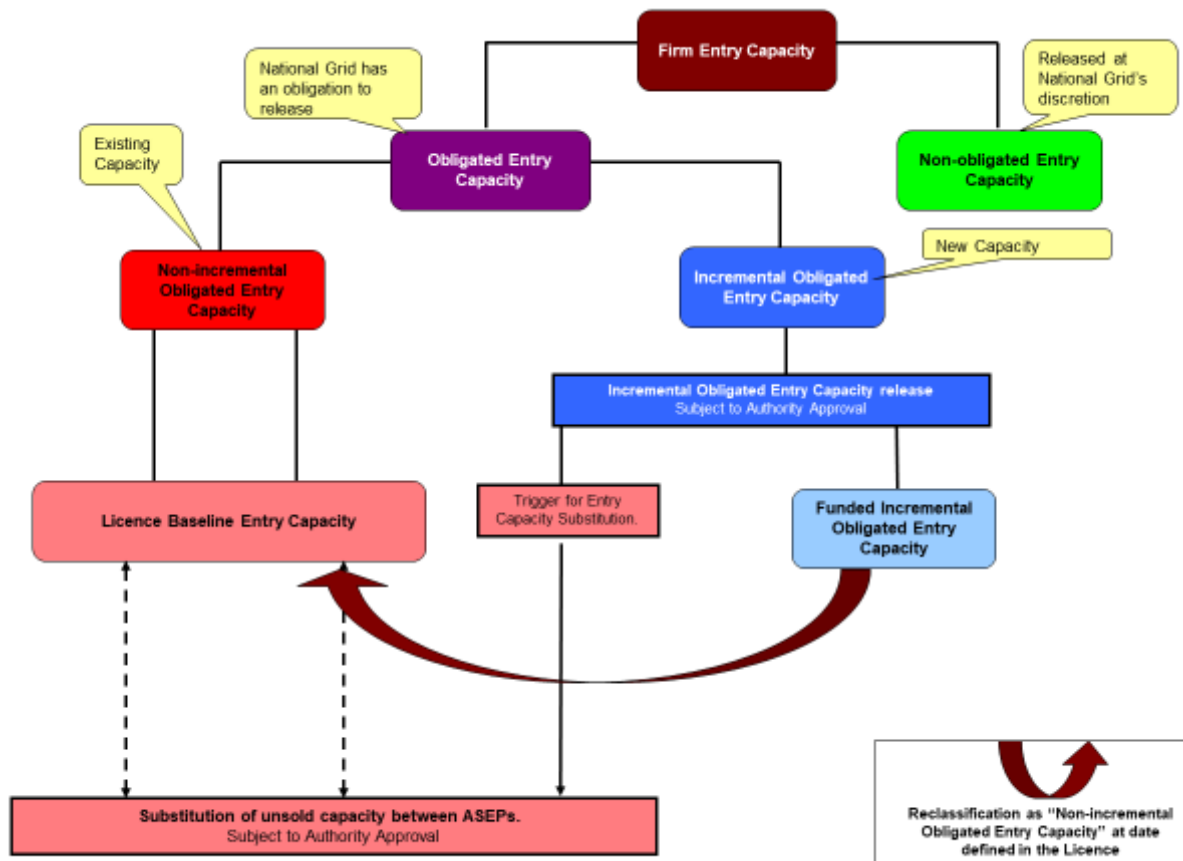 Firm Entry Capacity
National Grid has
an obligation to
release
Released at
National Grid's
discretion
Existing
Capacity
Obligated Entry
Capacity
Non-obligated Entry
Capacity
New Capacity
Non-incremental
Obligated Entry
Capacity
Incremental Obligated
Entry Capacity
Incremental Obligated Entry Capacity release
Subject to Authority Approval
Licence Baseline Entry Capacity
Trigger for Entry
Capacity Substitution.
Funded Incremental
Obligated Entry
Capacity
Substitution of unsold capacity between ASEPs.
Subject to Authority Approval
Reclassification as “Non-incremental
Obligated Entry Capacity” at date
defined in the Licence